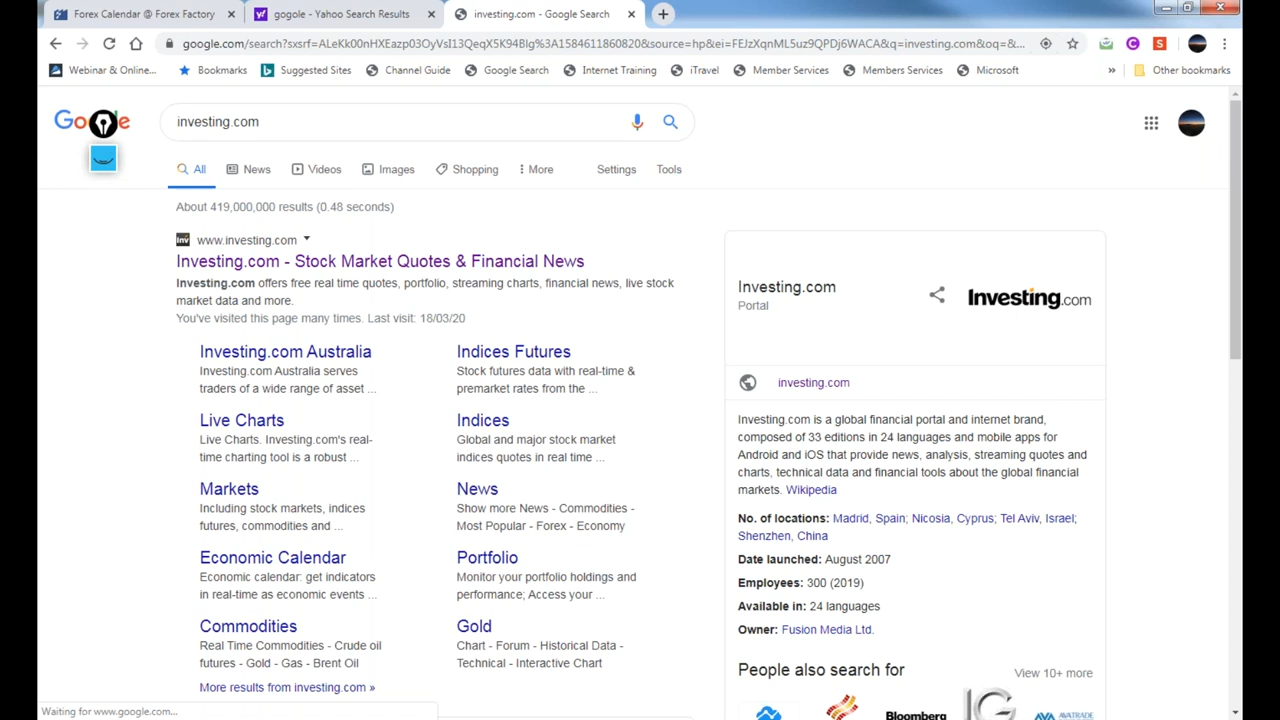 Forex Calendar @ Forex Factory
gogole - Yahoo Search Results
investing.com - Google Search
google.com/search?sxsrf=ALeKk00nHXEazp03OyVsI13QeqX5K94Blg%3A1584611860820&source=hp&ei=FEJzXqnML5uz9QPDj6WACA&q=investing.com&oq=&...
Webinar & Online...
Bookmarks
Suggested Sites
Channel Guide
Google Search
Internet Training
iTravel
Member Services
Members Services
Microsoft
»
Other bookmarks
investing.com
All
News
Videos
Images
Shopping
More
Settings
Tools
About 419,000,000 results (0.48 seconds)
Inv www.investing.com
Investing.com - Stock Market Quotes & Financial News
Investing.com offers free real time quotes, portfolio, streaming charts, financial news, live stock
market data and more.
You've visited this page many times. Last visit: 18/03/20
Investing.com Australia
Investing.com Australia serves
traders of a wide range of asset ...
Indices Futures
Stock futures data with real-time &
premarket rates from the ...
Live Charts
Live Charts. Investing.com's real-
time charting tool is a robust ...
Indices
Global and major stock market
indices quotes in real time ...
Markets
Including stock markets, indices
futures, commodities and ...
News
Show more News - Commodities -
Most Popular - Forex - Economy
Economic Calendar
Economic calendar: get indicators
in real-time as economic events ...
Portfolio
Monitor your portfolio holdings and
performance; Access your ...
Commodities
Real Time Commodities - Crude oil
futures - Gold - Gas - Brent Oil
Gold
Chart - Forum - Historical Data -
Technical - Interactive Chart
More results from investing.com »
Investing.com
Portal
Investing.com
investing.com
Investing.com is a global financial portal and internet brand,
composed of 33 editions in 24 languages and mobile apps for
Android and iOS that provide news, analysis, streaming quotes and
charts, technical data and financial tools about the global financial
markets. Wikipedia
No. of locations: Madrid, Spain; Nicosia, Cyprus; Tel Aviv, Israel;
Shenzhen, China
Date launched: August 2007
Employees: 300 (2019)
Available in: 24 languages
Owner: Fusion Media Ltd.
People also search for
View 10+ more
Bloomberg
IG
AVATRADE
Waiting for www.google.com...